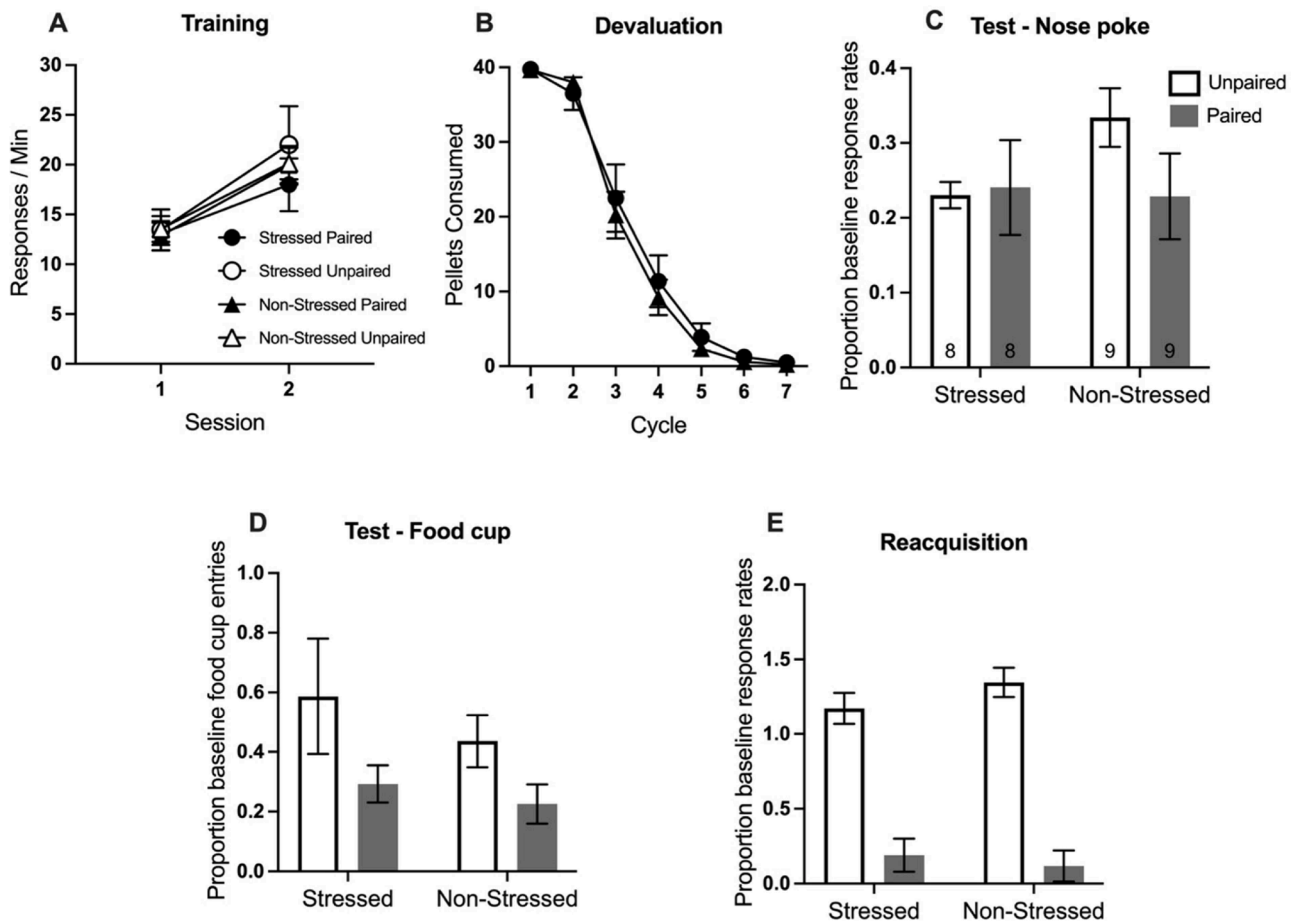 A
Training
Responses / Min
30
25
20
15
10
5
0
1
2
Session
Stressed Paired
Stressed Unpaired
Non-Stressed Paired
Non-Stressed Unpaired
B
Devaluation
Pellets Consumed
40
30
20
10
0
1 2 3 4 5 6 7
Cycle
C
Test - Nose poke
Proportion baseline response rates
0.4
0.3
0.2
0.1
0.0
8
8
9
9
Stressed
Non-Stressed
Unpaired
Paired
D
Test - Food cup
Proportion baseline food cup entries
1.0
0.8
0.6
0.4
0.2
0.0
Stressed
Non-Stressed
E
Reacquisition
Proportion baseline response rates
2.0
1.5
1.0
0.5
0.0
Stressed
Non-Stressed